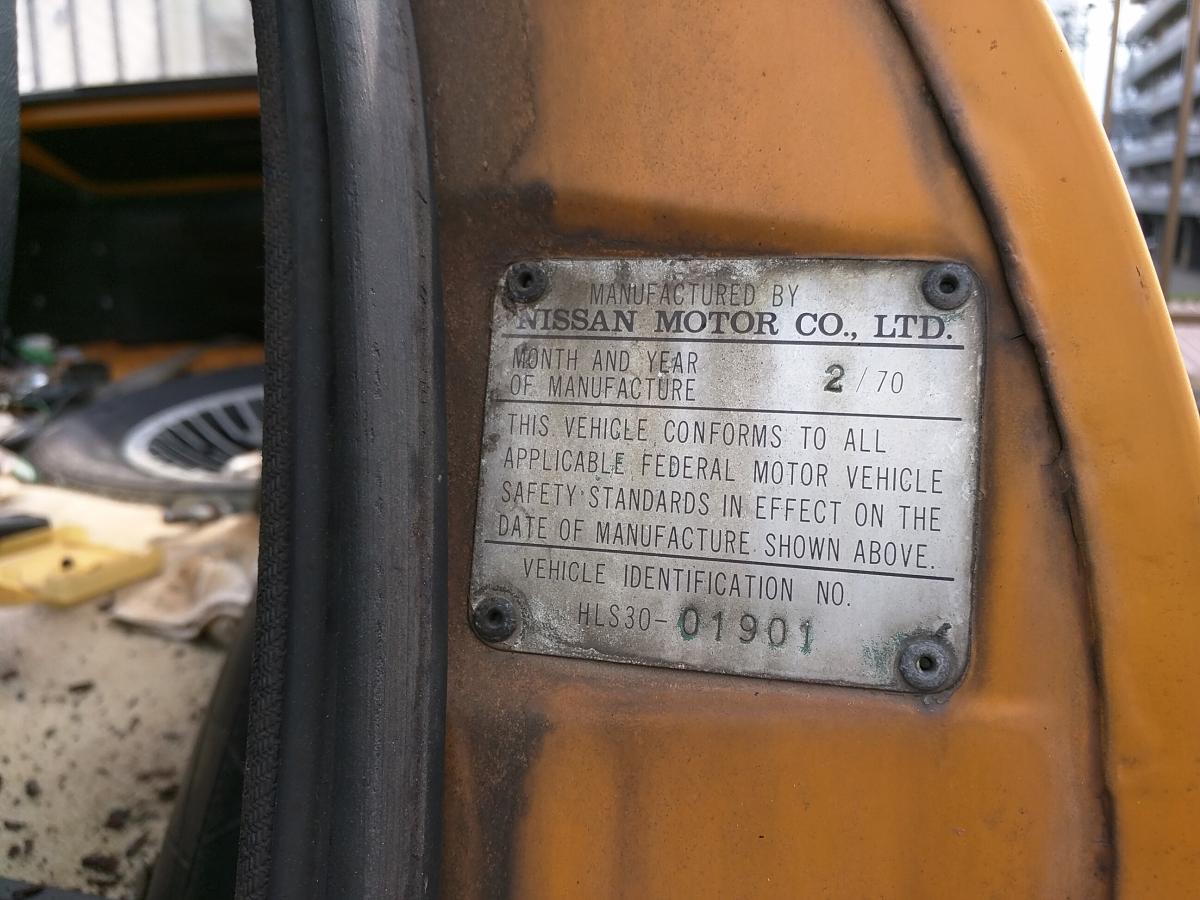 MANUFACTURED BY
NISSAN MOTOR CO., LTD.
MONTH AND YEAR
OF MANUFACTURE 2/70
THIS VEHICLE CONFORMS TO ALL
APPLICABLE FEDERAL MOTOR VEHICLE
SAFETY STANDARDS IN EFFECT ON THE
DATE OF MANUFACTURE SHOWN ABOVE.
VEHICLE IDENTIFICATION NO.
HLS30-01901